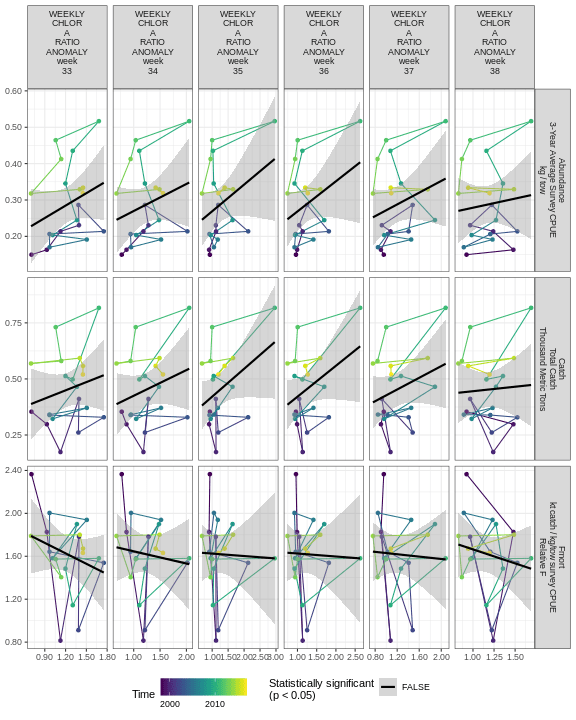 WEEKLY CHLOR A RATIO ANOMALY week 33
WEEKLY CHLOR A RATIO ANOMALY week 34
WEEKLY CHLOR A RATIO ANOMALY week 35
WEEKLY CHLOR A RATIO ANOMALY week 36
WEEKLY CHLOR A RATIO ANOMALY week 37
WEEKLY CHLOR A RATIO ANOMALY week 38
0.60
0.50
0.40
0.30
0.20
Abundance
3-Year Average Survey CPUE
kg / tow
0.75
0.50
0.25
Catch
Total Catch
Thousand Metric Tons
2.40
2.00
1.60
1.20
0.80
Fmort
Relative F
kt catch / kg/tow survey CPUE
0.90 1.20 1.50 1.80
1.00 1.50 2.00
1.00 1.50 2.00 2.50 3.00
1.00 1.50 2.00 2.50
0.80 1.20 1.60 2.00
1.00 1.25 1.50
Time
2000 2010
Statistically significant
(p < 0.05)
FALSE